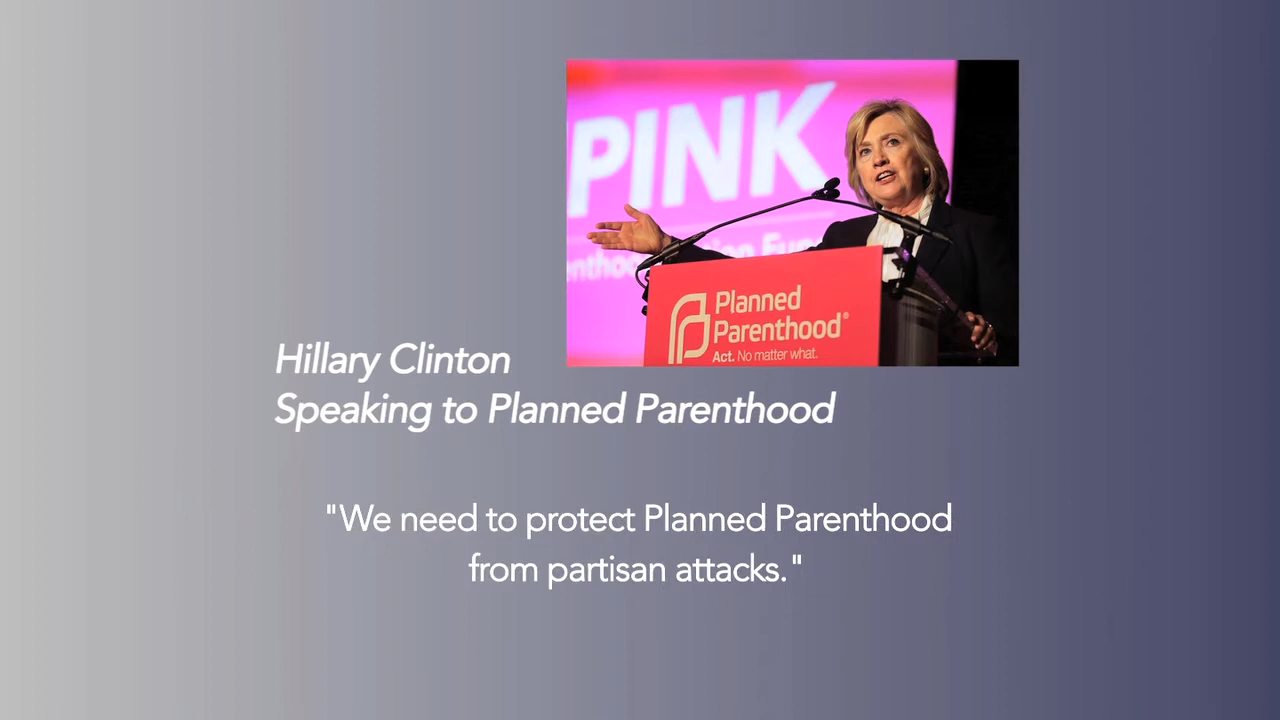 PINK
Planned
Parenthood®
Act. No matter what.
Hillary Clinton
Speaking to Planned Parenthood
"We need to protect Planned Parenthood
from partisan attacks."